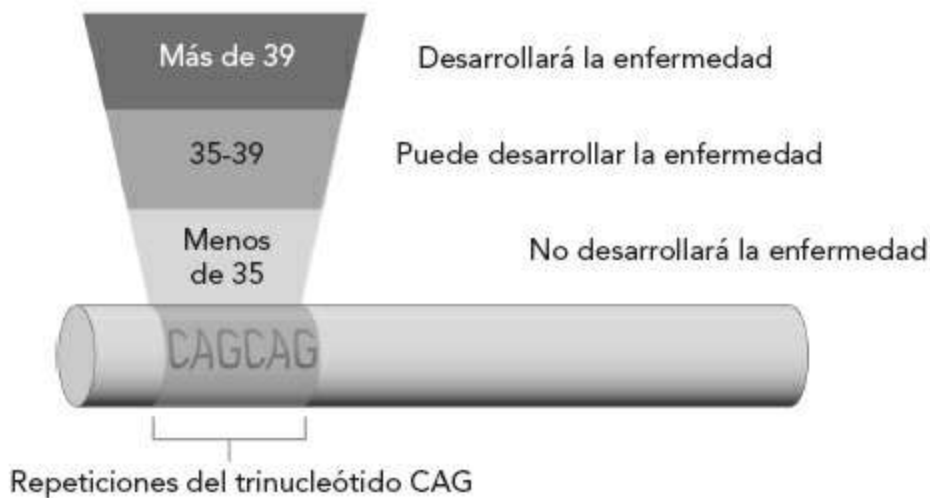 Más de 39
Desarrollará la enfermedad
35-39
Puede desarrollar la enfermedad
Menos
de 35
No desarrollará la enfermedad
CAGCAG
Repeticiones del trinucleótido CAG